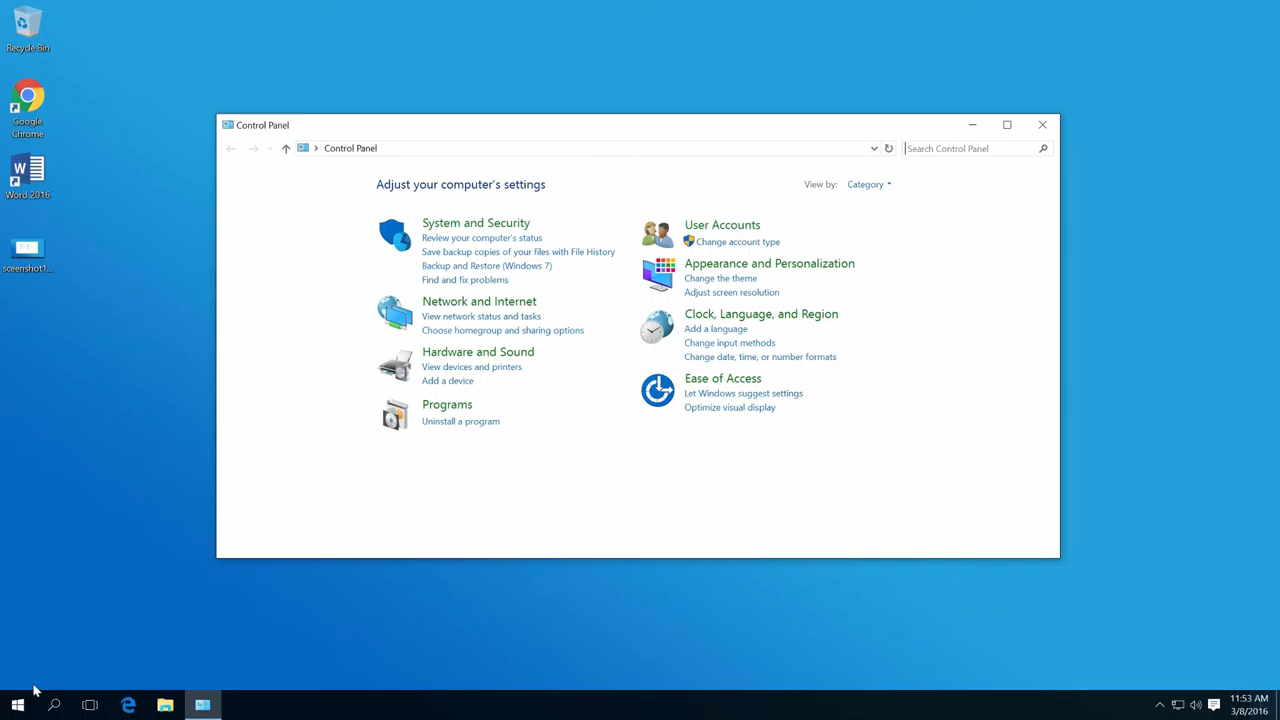 Recycle Bin
Google
Chrome
Word 2016
sceenshot1...
Control Panel
Control Panel
Search Control Panel
Adjust your computer's settings
View by: Category
System and Security
Review your computer's status
Save backup copies of your files with File History
Backup and Restore (Windows 7)
Find and fix problems
Network and Internet
View network status and tasks
Choose homegroup and sharing options
Hardware and Sound
View devices and printers
Add a device
Programs
Uninstall a program
User Accounts
Change account type
Appearance and Personalization
Change the theme
Adjust screen resolution
Clock, Language, and Region
Add a language
Change input methods
Change date, time, or number formats
Ease of Access
Let Windows suggest settings
Optimize visual display
11:53 AM
3/8/2016